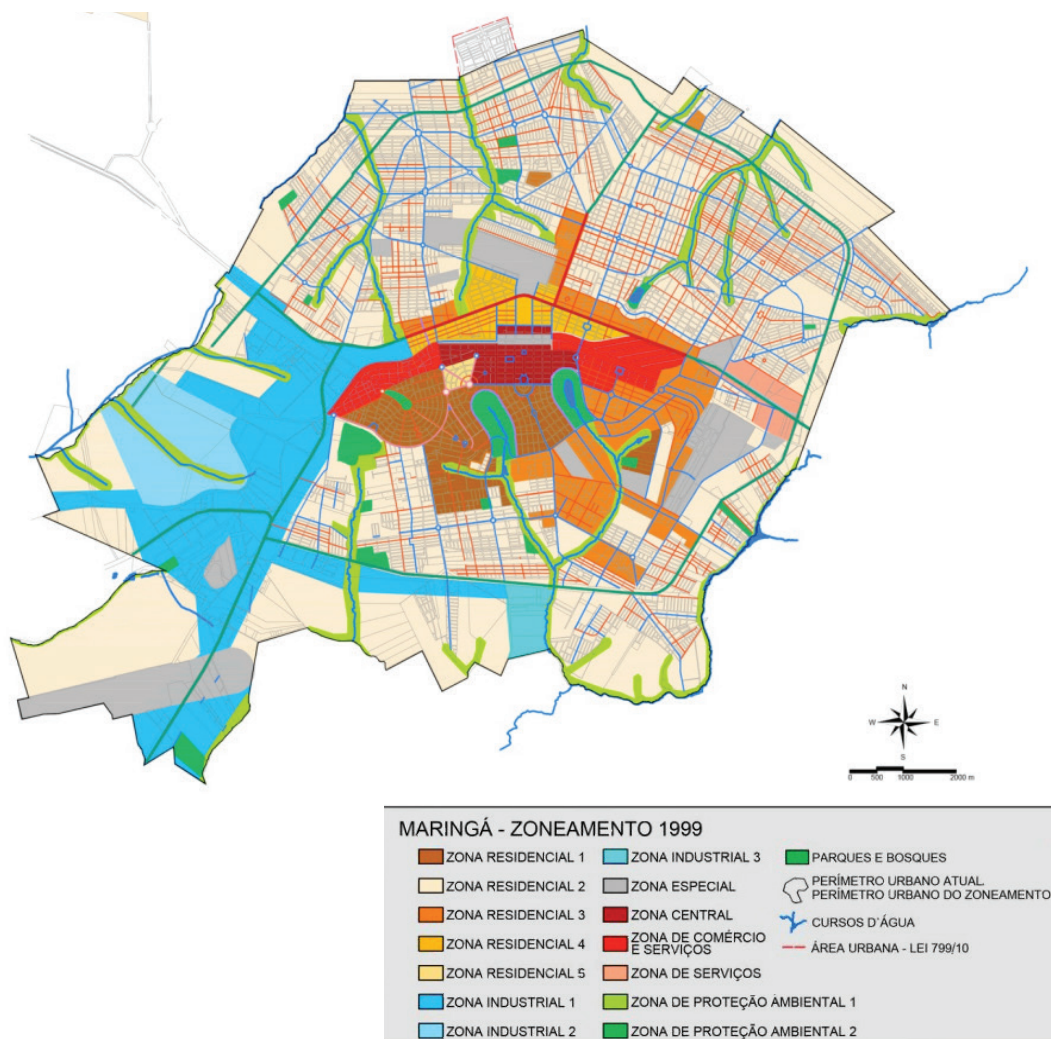 N
W
E
S
0 500 1000 2000 m
MARINGÁ - ZONEAMENTO 1999
ZONA RESIDENCIAL 1
ZONA RESIDENCIAL 2
ZONA RESIDENCIAL 3
ZONA RESIDENCIAL 4
ZONA RESIDENCIAL 5
ZONA INDUSTRIAL 1
ZONA INDUSTRIAL 2
ZONA INDUSTRIAL 3
ZONA ESPECIAL
ZONA CENTRAL
ZONA DE COMÉRCIO
E SERVIÇOS
ZONA DE SERVIÇOS
ZONA DE PROTEÇÃO AMBIENTAL 1
ZONA DE PROTEÇÃO AMBIENTAL 2
PARQUES E BOSQUES
PERÍMETRO URBANO ATUAL
PERÍMETRO URBANO DO ZONEAMENTO
CURSOS D`ÁGUA
ÁREA URBANA - LEI 799/10